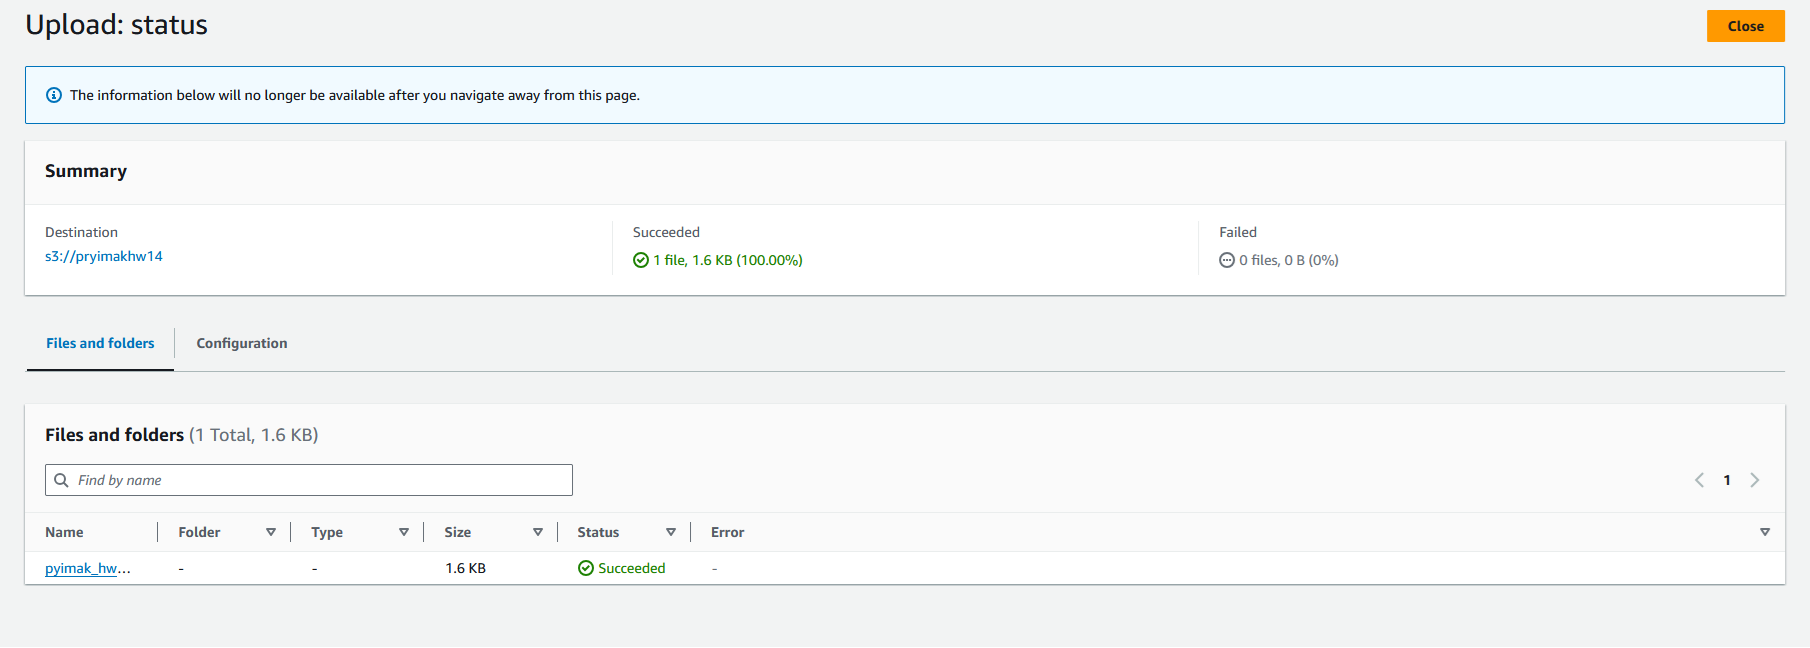 Upload: status
Close
The information below will no longer be available after you navigate away from this page.
Summary
Destination
s3://pryimakhw14
Succeeded
1 file, 1.6 KB (100.00%)
Failed
0 files, 0 B (0%)
Files and folders
Configuration
Files and folders (1 Total, 1.6 KB)
Find by name
1
Name Folder Type Size Status Error
pyimak_hw... - - 1.6 KB Succeeded -